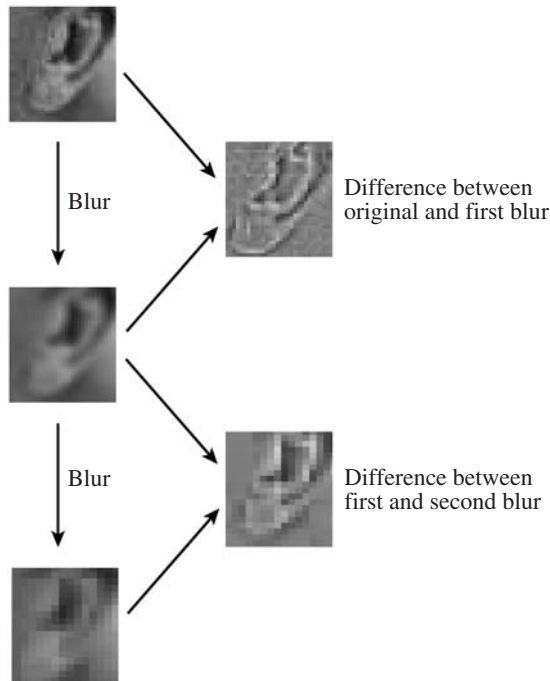 Blur
Difference between
original and first blur
Blur
Difference between
first and second blur